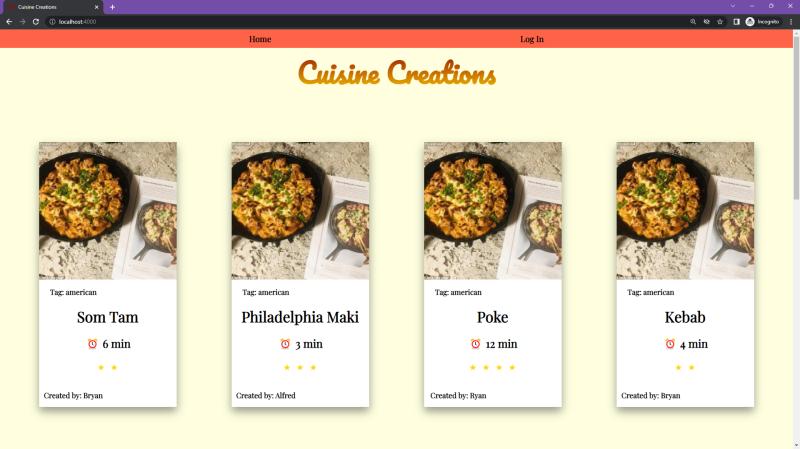 Cuisine Creations
localhost:4000
Incognito
Home
Log In
Cuisine Creations
Tag: american
Som Tam
6 min
Created by: Bryan
Tag: american
Philadelphia Maki
3 min
Created by: Alfred
Tag: american
Poke
12 min
Created by: Ryan
Tag: american
Kebab
4 min
Created by: Bryan